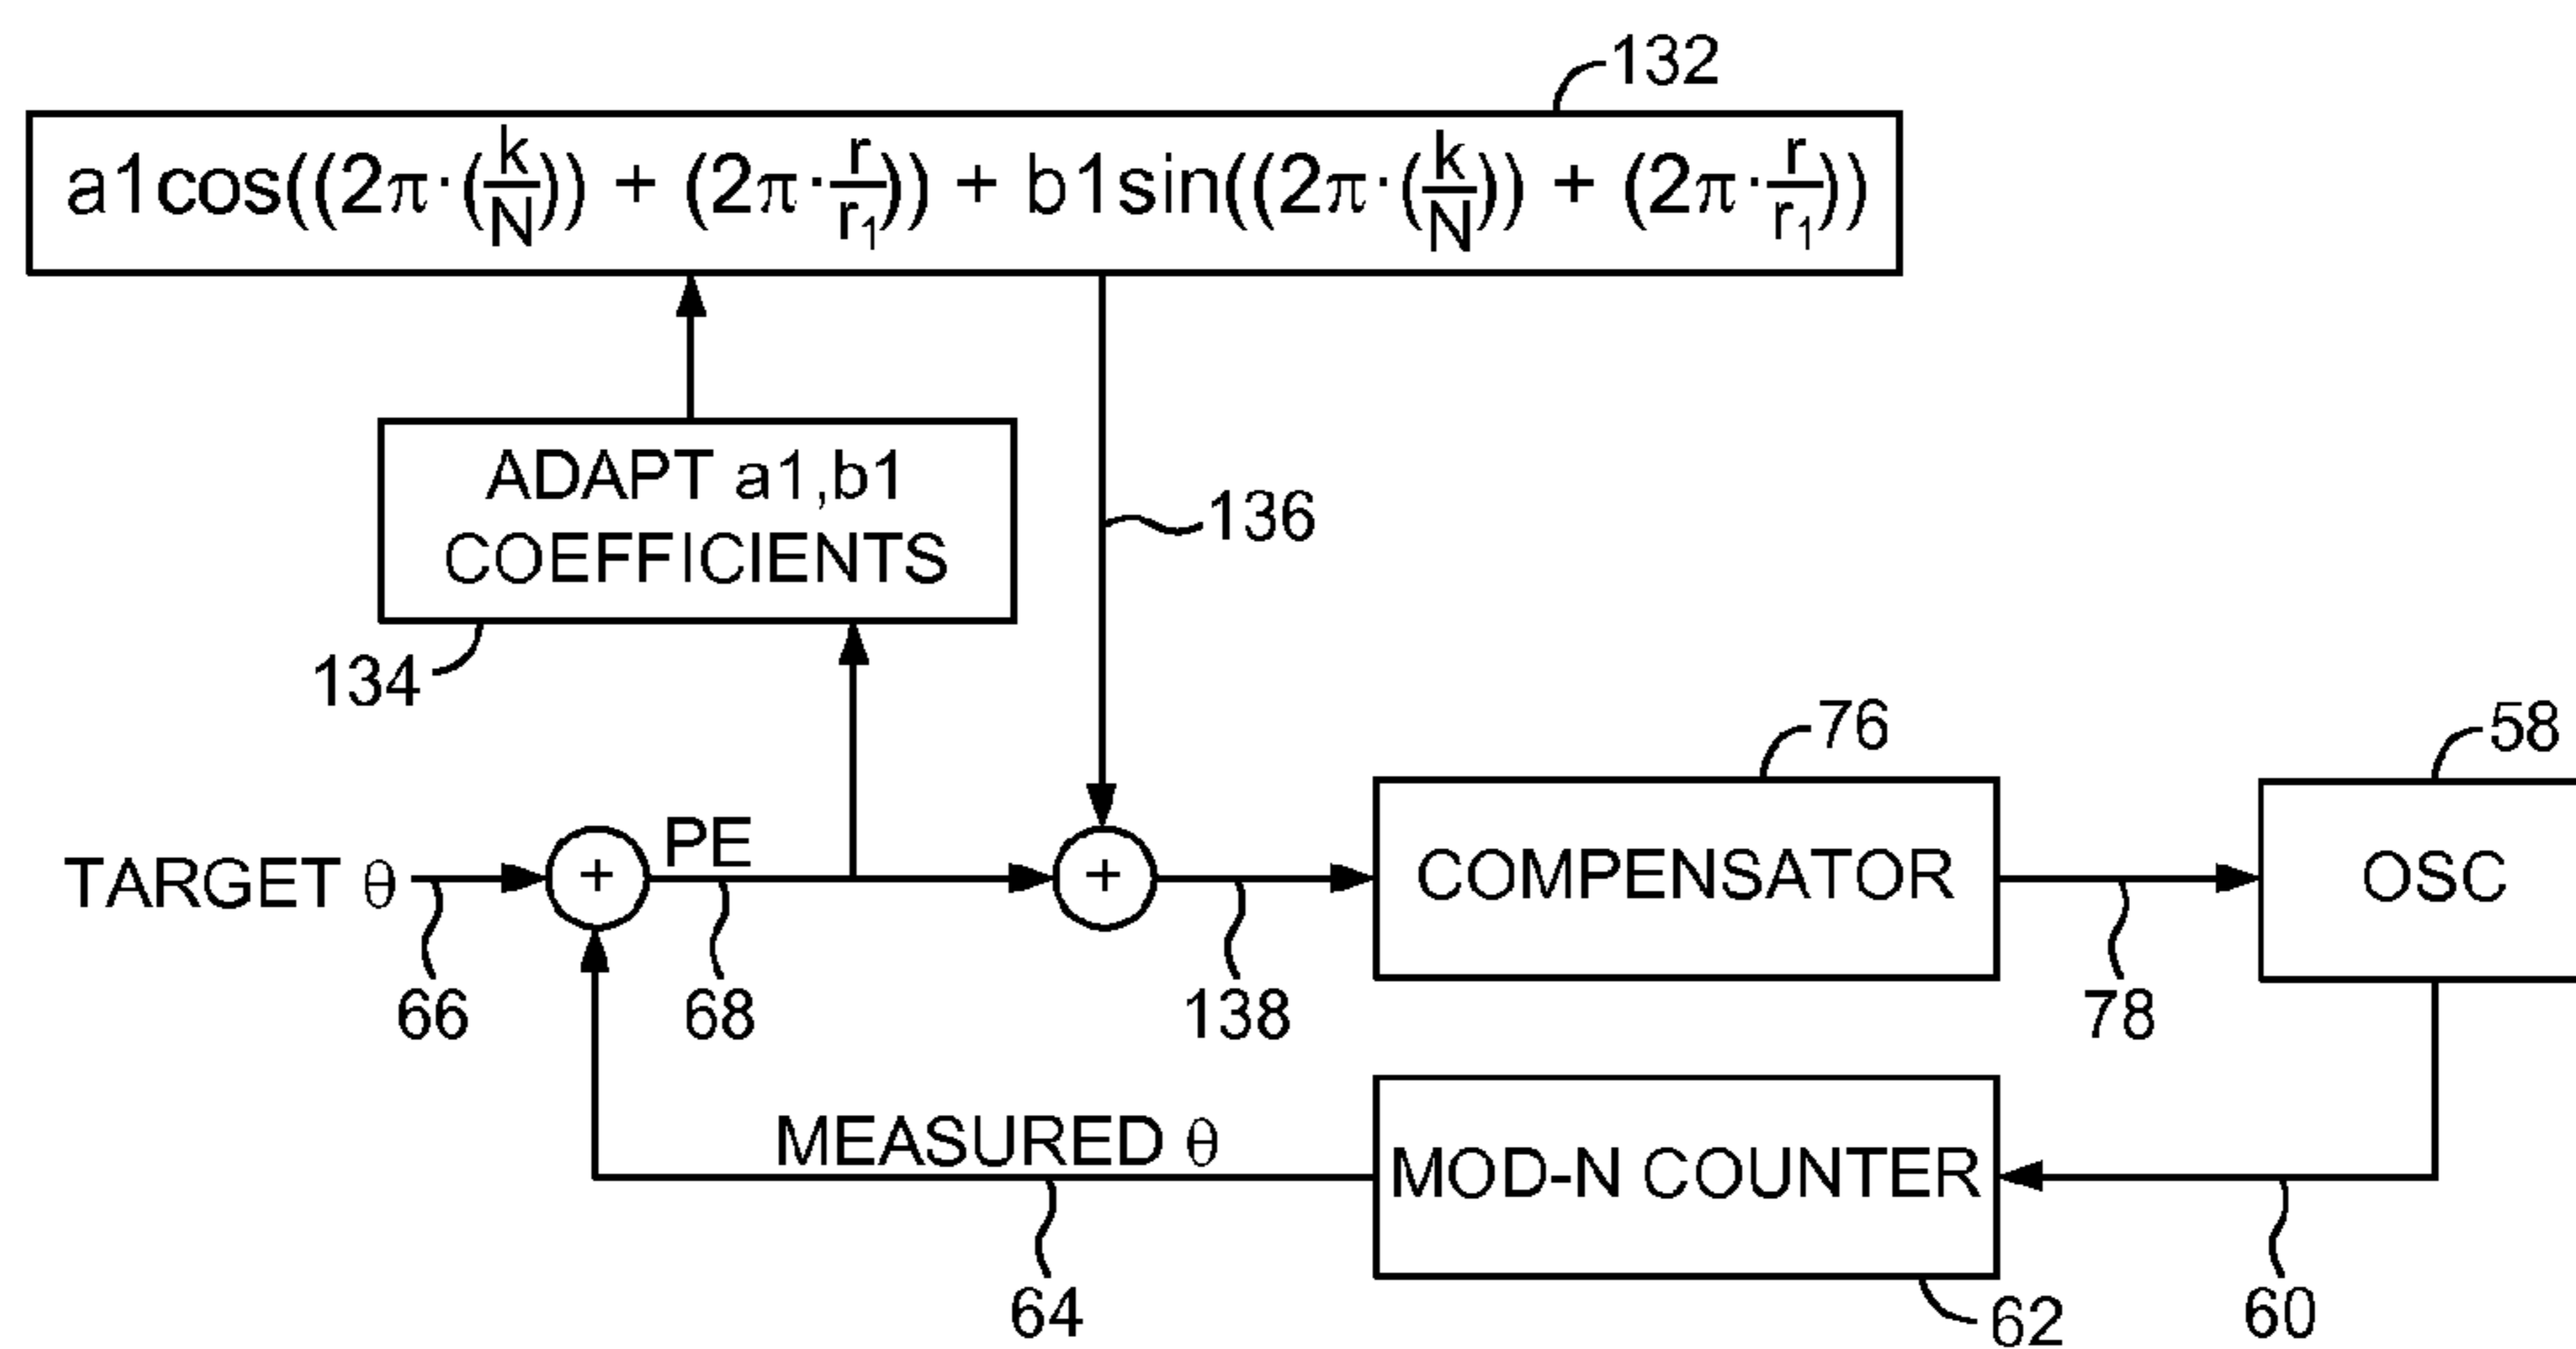 132
a1cos((2π·(k/N)) + (2π·r/r₁)) + b1sin((2π·(k/N)) + (2π·r/r₁))
ADAPT a1,b1
COEFFICIENTS
134
136
76
58
TARGET θ
+
PE
+
COMPENSATOR
OSC
66
68
138
78
MEASURED θ
MOD-N COUNTER
64
62
60